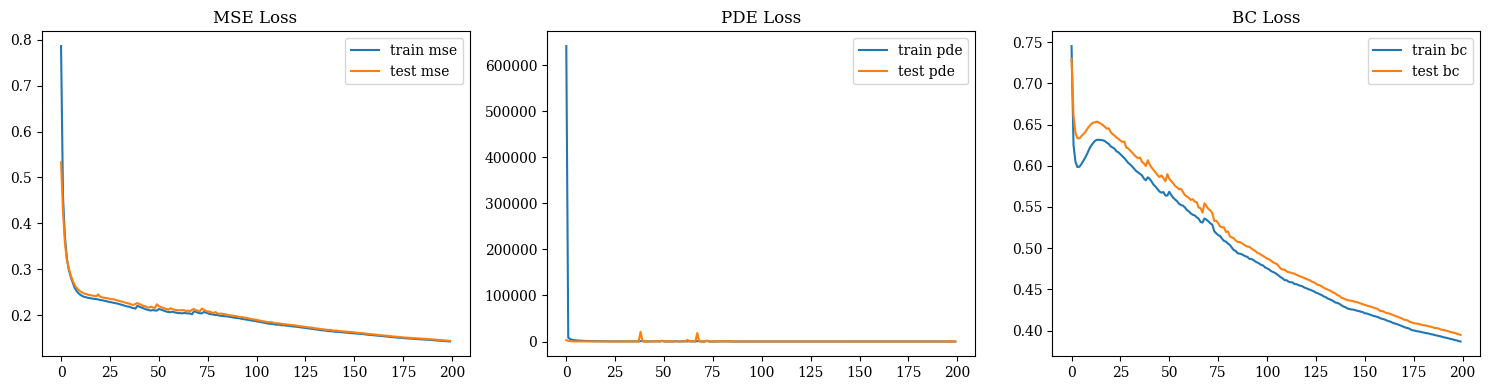 MSE Loss
0.8
0.7
0.6
0.5
0.4
0.3
0.2
0 25 50 75 100 125 150 175 200
train mse
test mse
PDE Loss
600000
500000
400000
300000
200000
100000
0
0 25 50 75 100 125 150 175 200
train pde
test pde
BC Loss
0.75
0.70
0.65
0.60
0.55
0.50
0.45
0.40
0 25 50 75 100 125 150 175 200
train bc
test bc